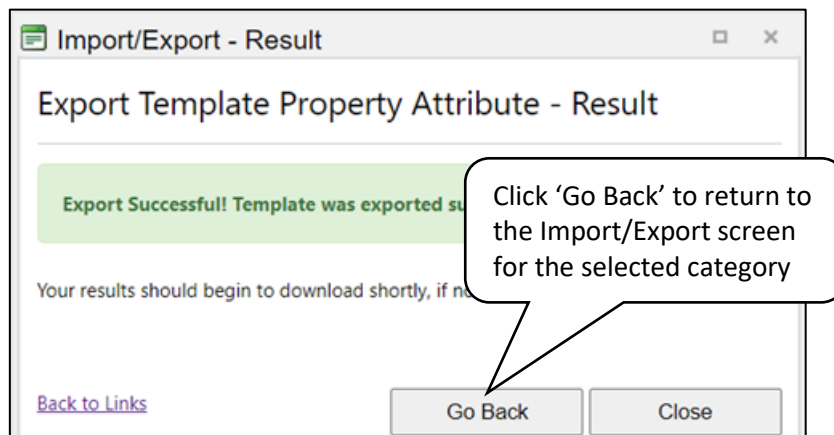 Import/Export - Result
Export Template Property Attribute - Result
Export Successful! Template was exported
Click ‘Go Back’ to return to
the Import/Export screen
for the selected category
Your results should begin to download shortly, if
Back to Links
Go Back
Close